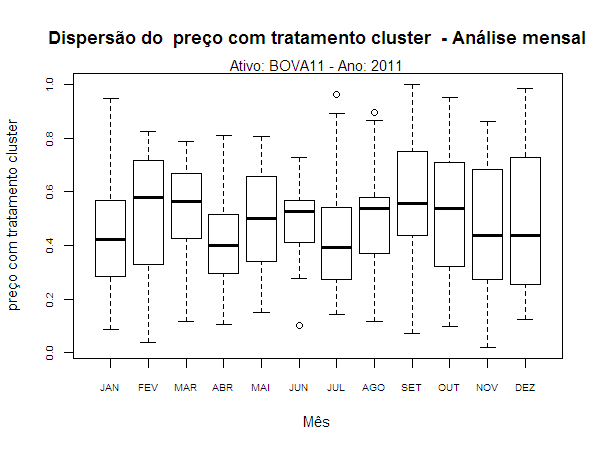 Dispersão do  preço com tratamento cluster  - Análise mensal
Ativo: BOVA11 - Ano: 2011
preço com tratamento cluster
1.0
0.8
0.6
0.4
0.2
0.0
JAN FEV MAR ABR MAI JUN JUL AGO SET OUT NOV DEZ
Mês